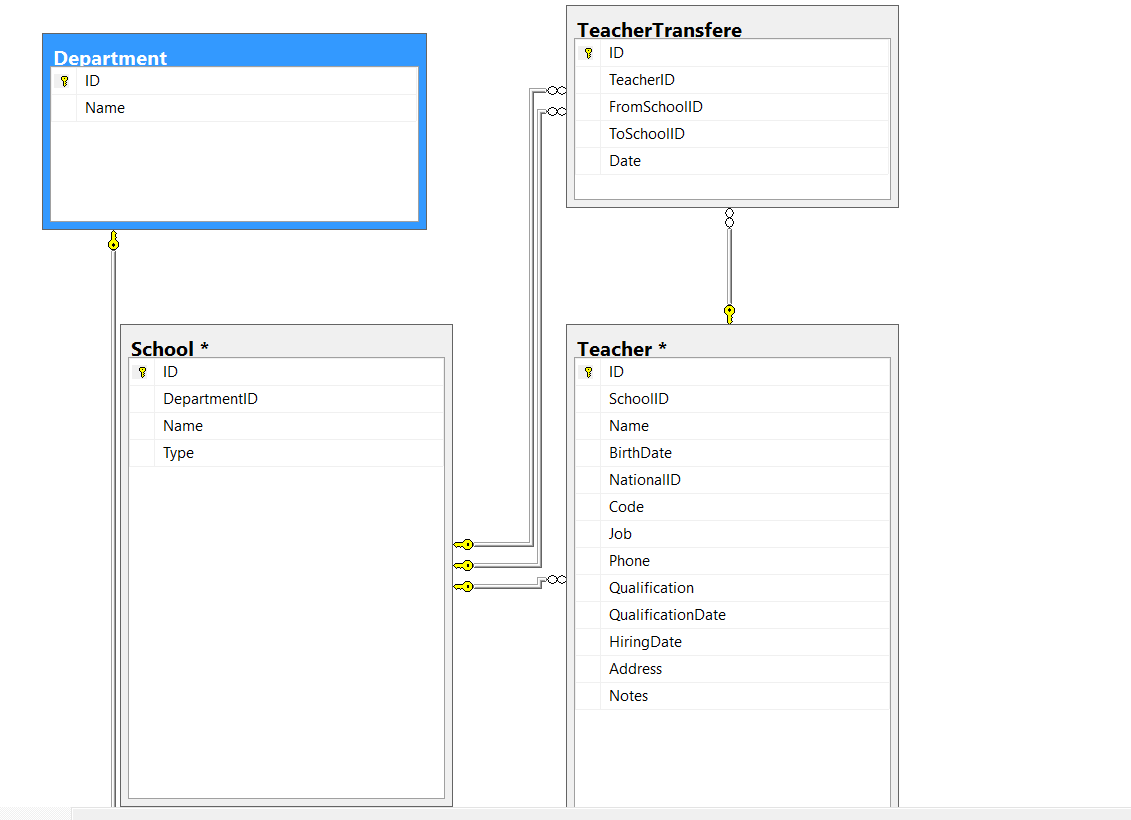 Department
ID
Name
TeacherTransfere
ID
TeacherID
FromSchoolID
ToSchoolID
Date
School *
ID
DepartmentID
Name
Type
Teacher *
ID
SchoolID
Name
BirthDate
NationalID
Code
Job
Phone
Qualification
QualificationDate
HiringDate
Address
Notes